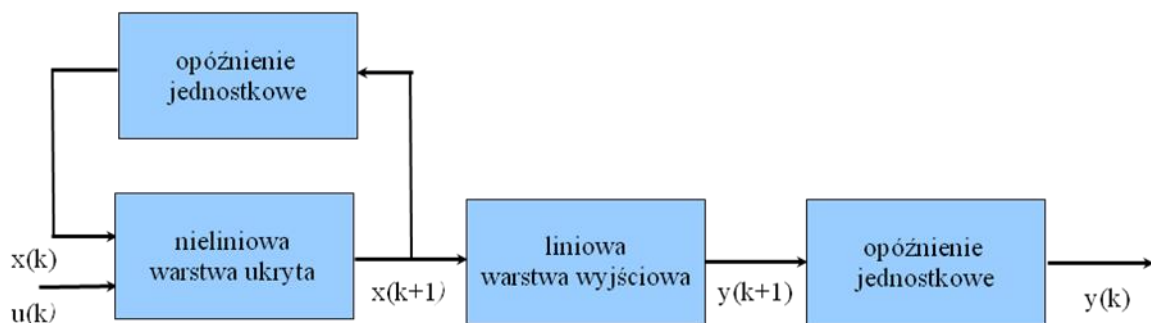 opóźnienie
jednostkowe
x(k)
u(k)
nieliniowa
warstwa ukryta
x(k+1)
liniowa
warstwa wyjściowa
y(k+1)
opóźnienie
jednostkowe
y(k)